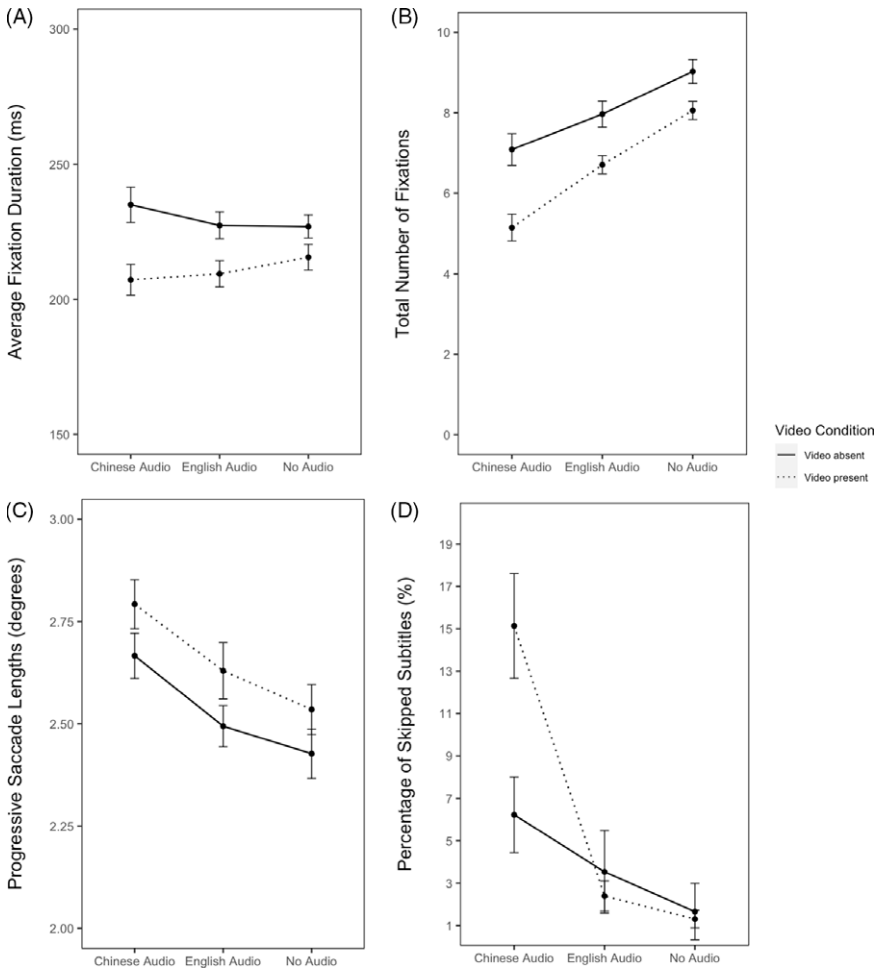 (A)
300
250
200
150
Average Fixation Duration (ms)
Chinese Audio English Audio No Audio
(B)
10
8
6
4
2
0
Total Number of Fixations
Chinese Audio English Audio No Audio
Video Condition
Video absent
Video present
(C)
3.00
2.75
2.50
2.25
2.00
Progressive Saccade Lengths (degrees)
Chinese Audio English Audio No Audio
(D)
19
17
15
13
11
9
7
5
3
1
Percentage of Skipped Subtitles (%)
Chinese Audio English Audio No Audio